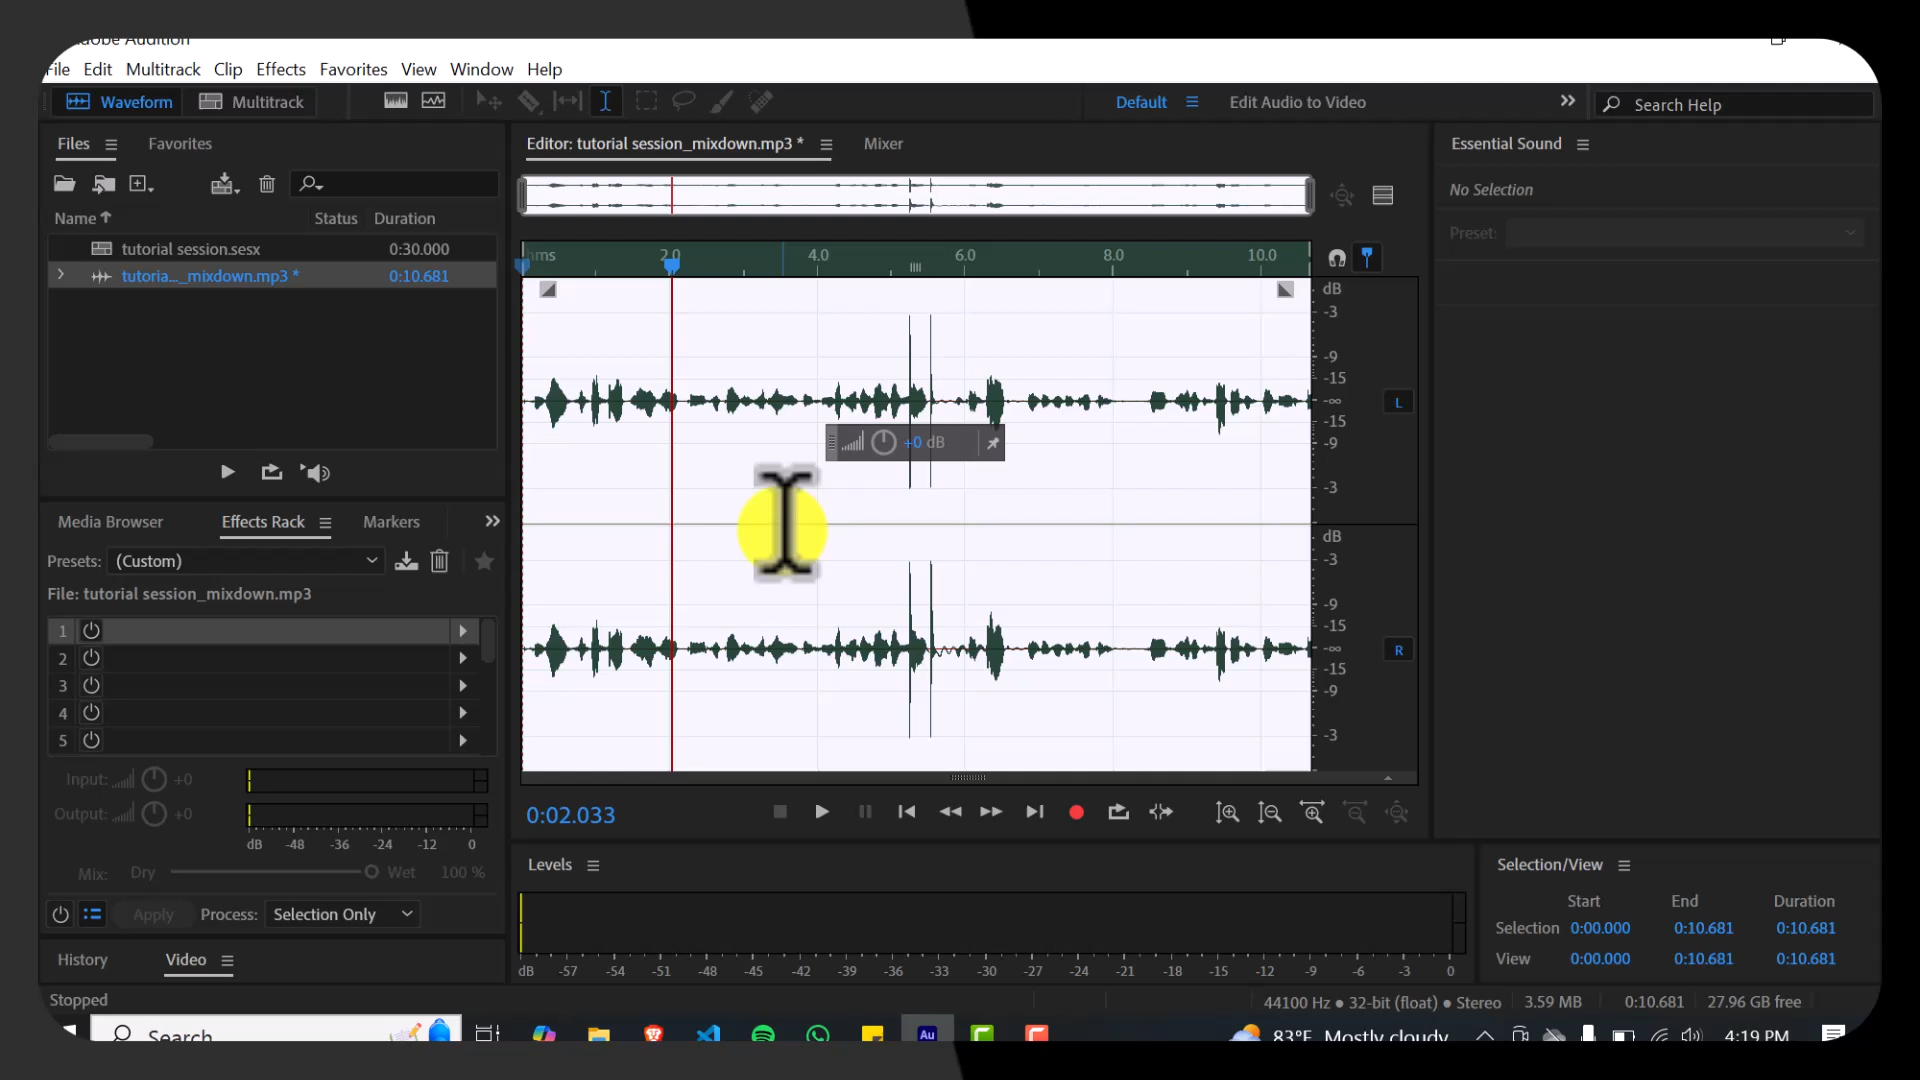 dobe Audition
File Edit Multitrack Clip Effects Favorites View Window Help
Waveform Multitrack Default Edit Audio to Video Search Help
Files Favorites
Name Status Duration
tutorial session.sesx 0:30.000
tutoria..._mixdown.mp3 * 0:10.681
Media Browser Effects Rack Markers
Presets: (Custom)
File: tutorial session_mixdown.mp3
1
2
3
4
5
Input: +0
Output: +0
dB -48 -36 -24 -12 0
Mix: Dry Wet 100 %
Apply Process: Selection Only
History Video
Editor: tutorial session_mixdown.mp3 * Mixer
hms 2.0 4.0 6.0 8.0 10.0
dB
-3
-9
-15
-∞ L
-15
-9
+0 dB
-3
dB
-3
-9
-15
-∞ R
-15
-9
-3
0:02.033
Levels
dB -57 -54 -51 -48 -45 -42 -39 -36 -33 -30 -27 -24 -21 -18 -15 -12 -9 -6 -3 0
Essential Sound
No Selection
Preset:
Selection/View
Start End Duration
Selection 0:00.000 0:10.681 0:10.681
View 0:00.000 0:10.681 0:10.681
Stopped 44100 Hz ● 32-bit (float) ● Stereo 3.59 MB 0:10.681 27.96 GB free
Search Au 83°F Mostly cloudy 4:19 PM